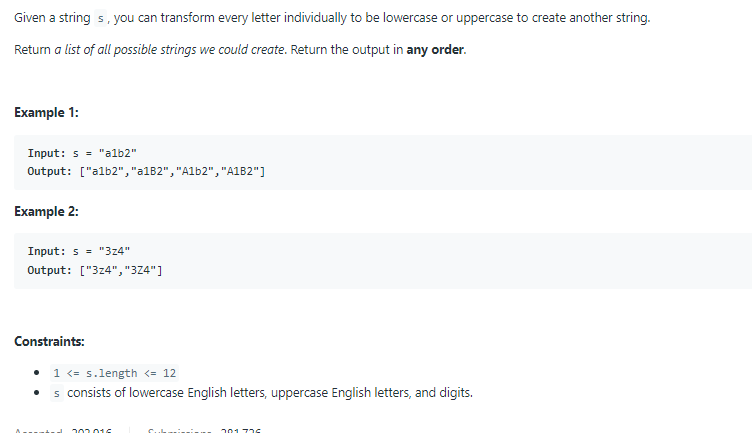 Given a string s, you can transform every letter individually to be lowercase or uppercase to create another string.
Return a list of all possible strings we could create. Return the output in any order.
Example 1:
Input: s = "a1b2"
Output: ["a1b2","a1B2","A1b2","A1B2"]
Example 2:
Input: s = "3z4"
Output: ["3z4","3Z4"]
Constraints:
• 1 <= s.length <= 12
• s consists of lowercase English letters, uppercase English letters, and digits.